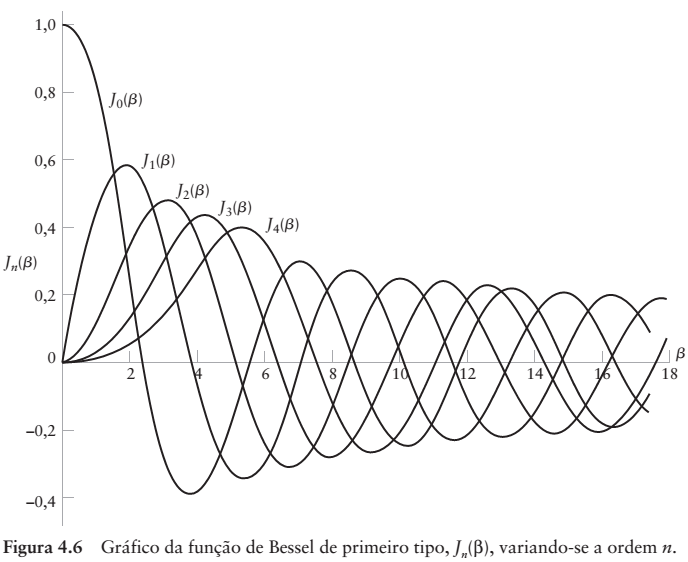 1,0
0,8
J₀(β)
0,6
J₁(β)
J₂(β)
J₃(β)
0,4
J₄(β)
Jₙ(β)
0,2
0
2 4 6 8 10 12 14 16 18
β
−0,2
−0,4
Figura 4.6 Gráfico da função de Bessel de primeiro tipo, Jₙ(β), variando-se a ordem n.